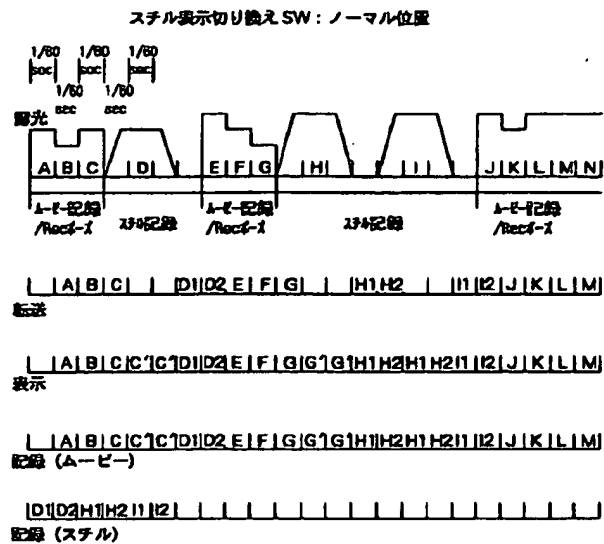 スチル表示切り換えSW：ノーマル位置
1/60 1/60 1/60
sec sec sec
1/60 1/60
sec sec
露光
A B C D E F G H I J K L M N
ムービー記録 スチル記録 ムービー記録 スチル記録 ムービー記録
/Recポーズ /Recポーズ /Recポーズ
A B C D1 D2 E F G H1 H2 I1 I2 J K L M
転送
A B C C' C' D1 D2 E F G G' G' H1 H2 H1 H2 I1 I2 J K L M
表示
A B C C' C' D1 D2 E F G G' G' H1 H2 H1 H2 I1 I2 J K L M
記録（ムービー）
D1 D2 H1 H2 I1 I2
記録（スチル）